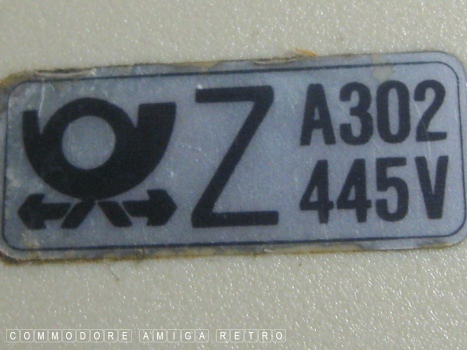 Z
A302
445V
COMMODORE AMIGA RETRO